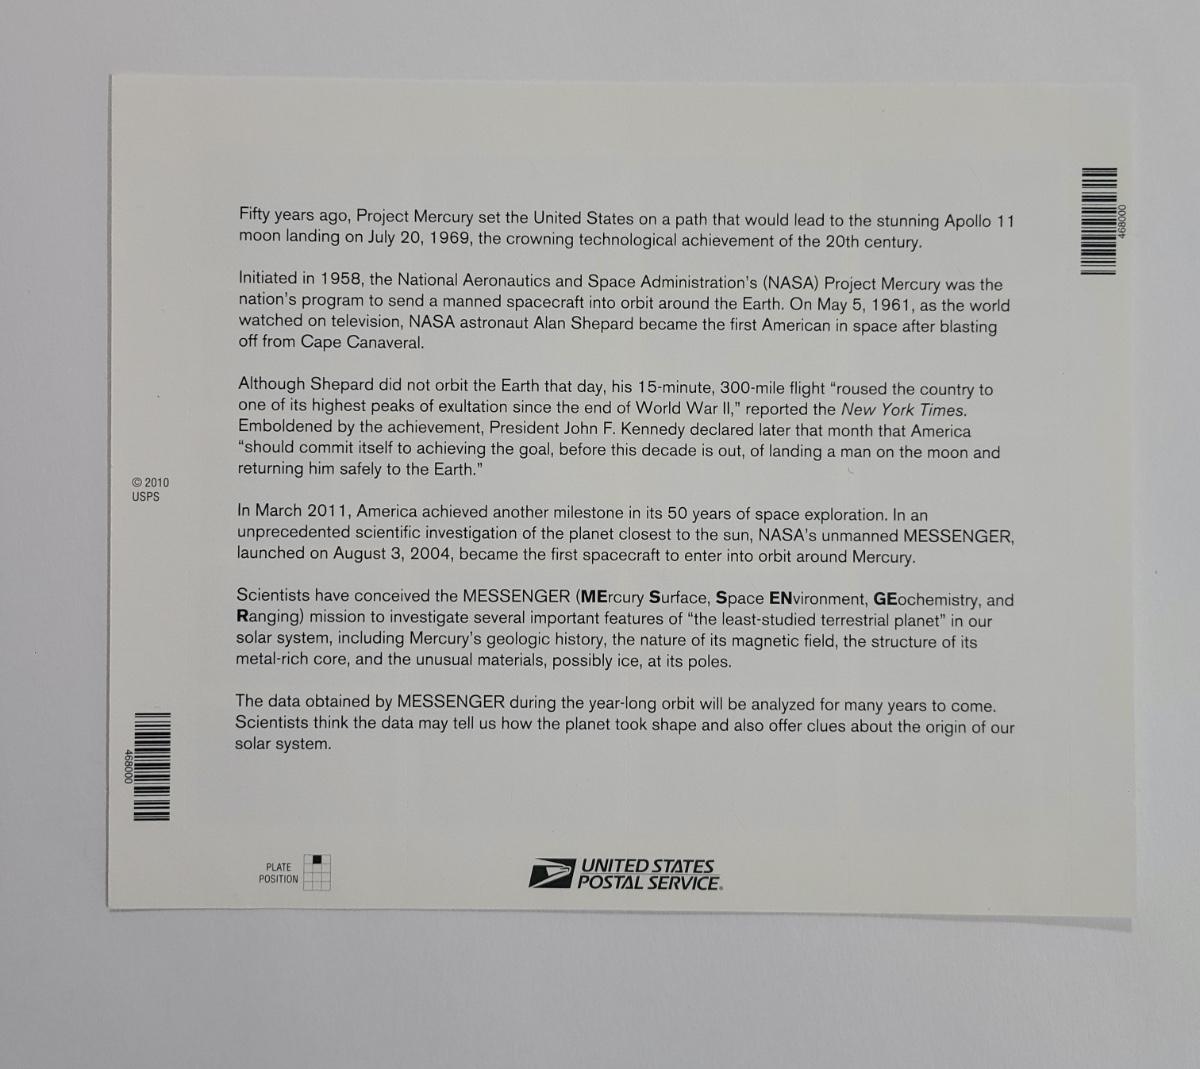 Fifty years ago, Project Mercury set the United States on a path that would lead to the stunning Apollo 11
moon landing on July 20, 1969, the crowning technological achievement of the 20th century.
Initiated in 1958, the National Aeronautics and Space Administration's (NASA) Project Mercury was the
nation's program to send a manned spacecraft into orbit around the Earth. On May 5, 1961, as the world
watched on television, NASA astronaut Alan Shepard became the first American in space after blasting
off from Cape Canaveral.
Although Shepard did not orbit the Earth that day, his 15-minute, 300-mile flight “roused the country to
one of its highest peaks of exultation since the end of World War II,” reported the New York Times.
Emboldened by the achievement, President John F. Kennedy declared later that month that America
“should commit itself to achieving the goal, before this decade is out, of landing a man on the moon and
returning him safely to the Earth.”
In March 2011, America achieved another milestone in its 50 years of space exploration. In an
unprecedented scientific investigation of the planet closest to the sun, NASA's unmanned MESSENGER,
launched on August 3, 2004, became the first spacecraft to enter into orbit around Mercury.
Scientists have conceived the MESSENGER (MErcury Surface, Space ENvironment, GEochemistry, and
Ranging) mission to investigate several important features of “the least-studied terrestrial planet” in our
solar system, including Mercury's geologic history, the nature of its magnetic field, the structure of its
metal-rich core, and the unusual materials, possibly ice, at its poles.
The data obtained by MESSENGER during the year-long orbit will be analyzed for many years to come.
Scientists think the data may tell us how the planet took shape and also offer clues about the origin of our
solar system.
© 2010
USPS
468000
468000
PLATE
POSITION
UNITED STATES
POSTAL SERVICE®